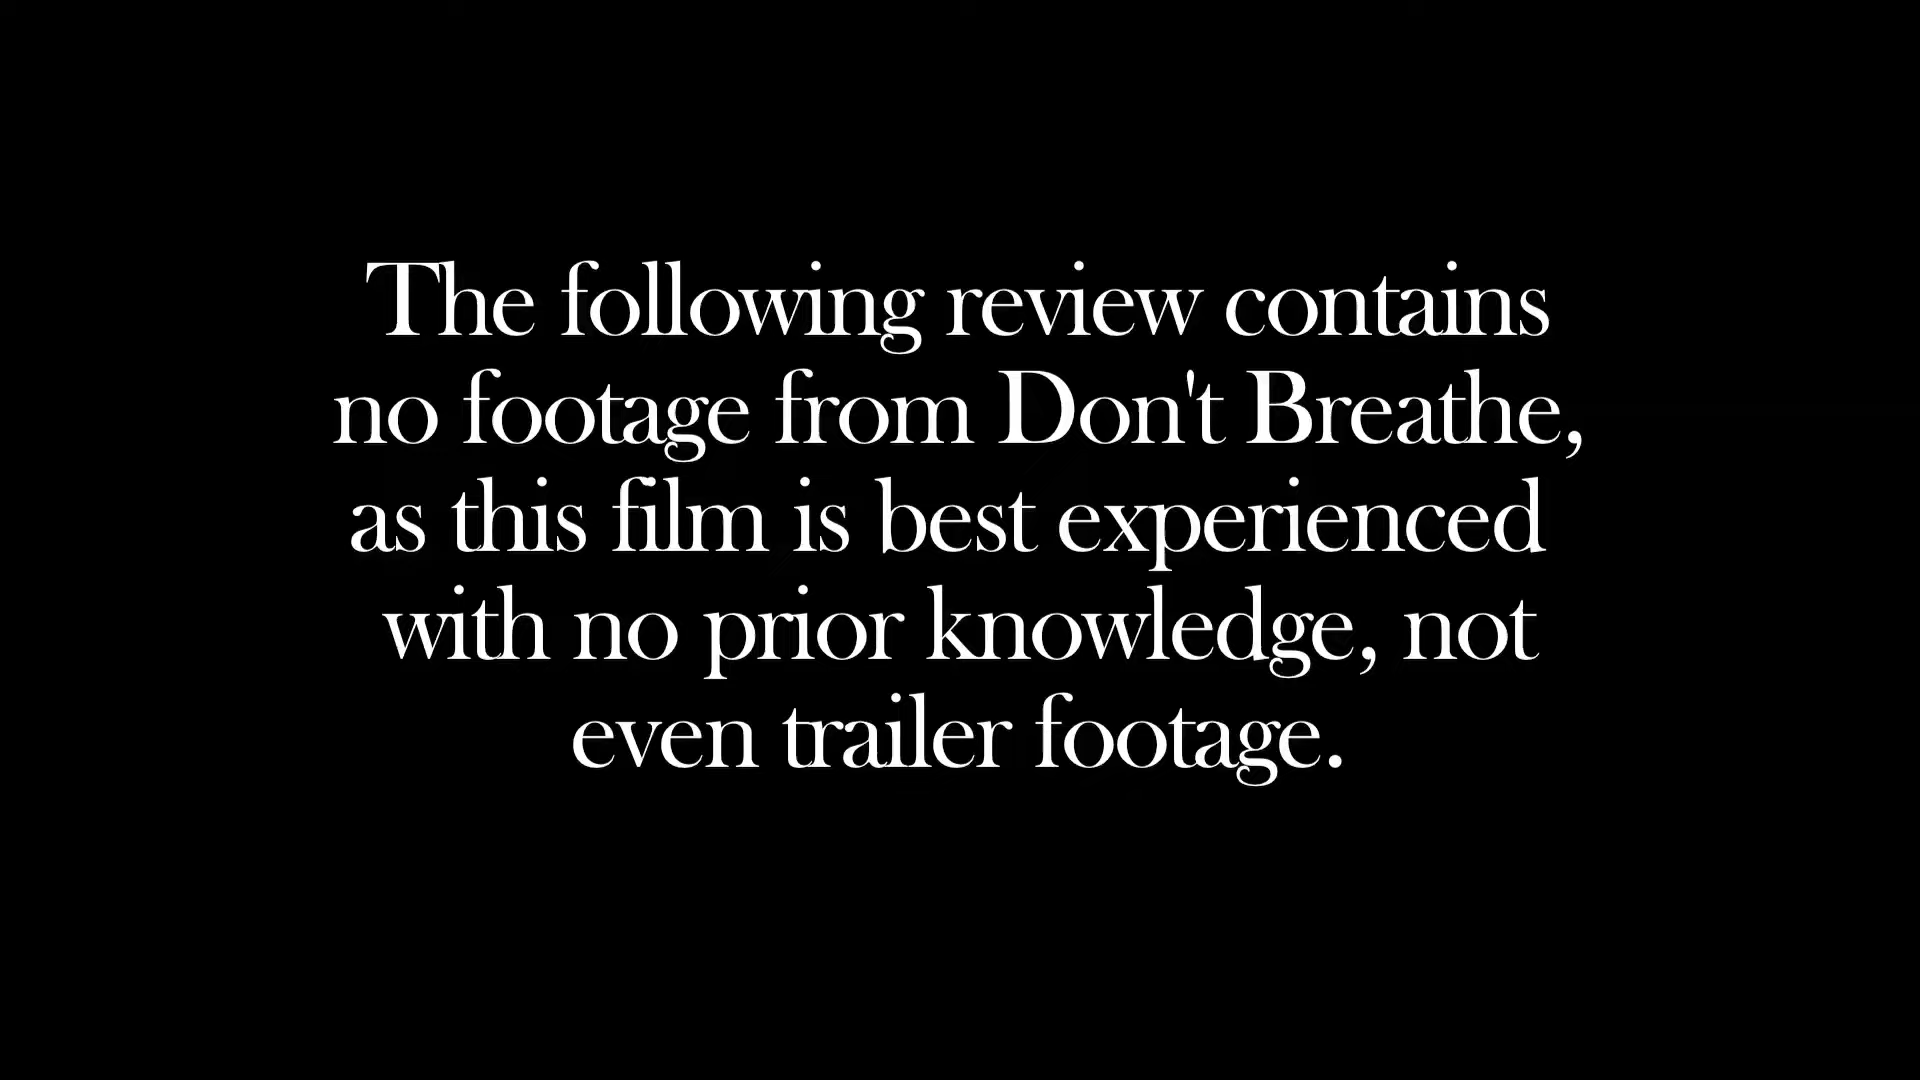 The following review contains
no footage from Don't Breathe,
as this film is best experienced
with no prior knowledge, not
even trailer footage.